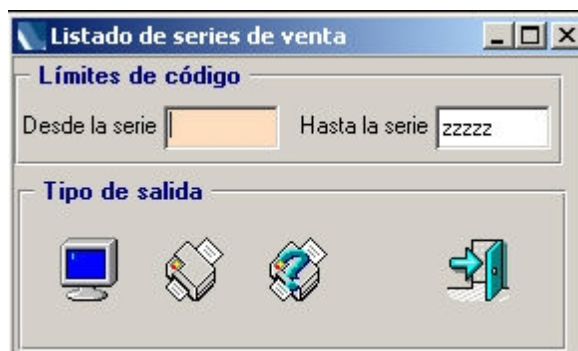 Listado de series de venta
Límites de código
Desde la serie Hasta la serie zzzzz
Tipo de salida